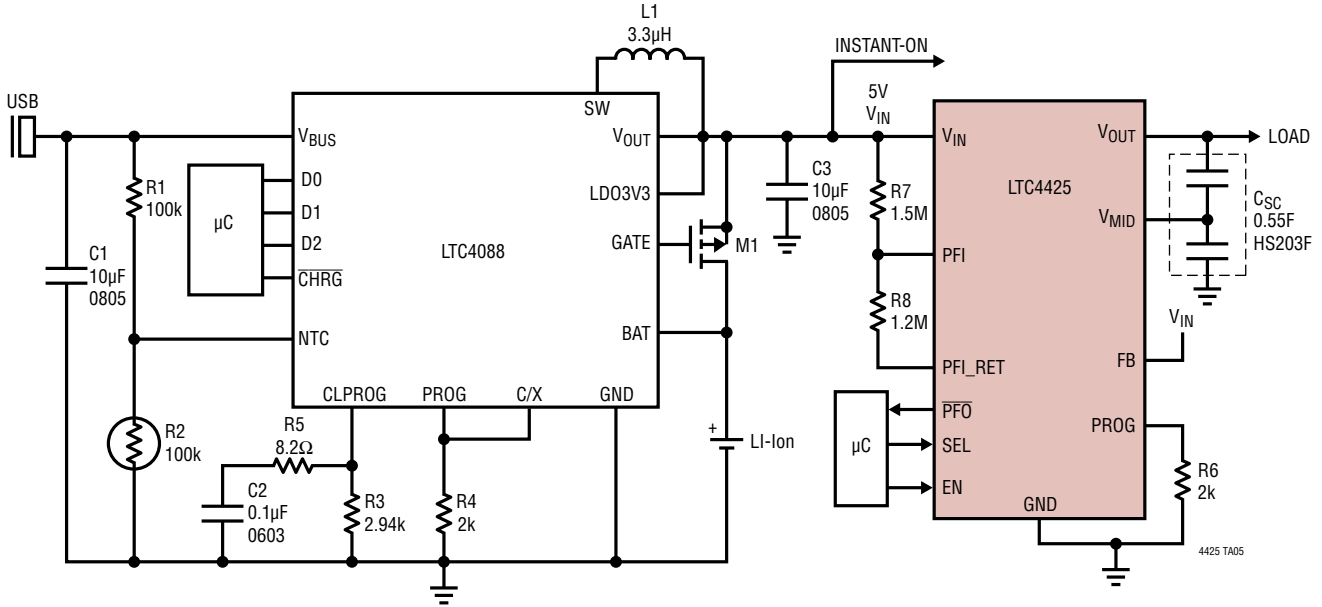 L1
3.3µH
INSTANT-ON
USB
SW
5V
VIN
VBUS
VOUT
VIN
VOUT
LOAD
R1
100k
µC
D0
D1
D2
CHRG
LTC4088
LDO3V3
GATE
M1
C3
10µF
0805
R7
1.5M
LTC4425
VMID
CSC
0.55F
HS203F
C1
10µF
0805
PFI
R8
1.2M
VIN
NTC
BAT
FB
PFI_RET
CLPROG
PROG
C/X
GND
µC
PFO
SEL
EN
PROG
R2
100k
R5
8.2Ω
+
LI-Ion
C2
0.1µF
0603
R3
2.94k
R4
2k
R6
2k
GND
4425 TA05